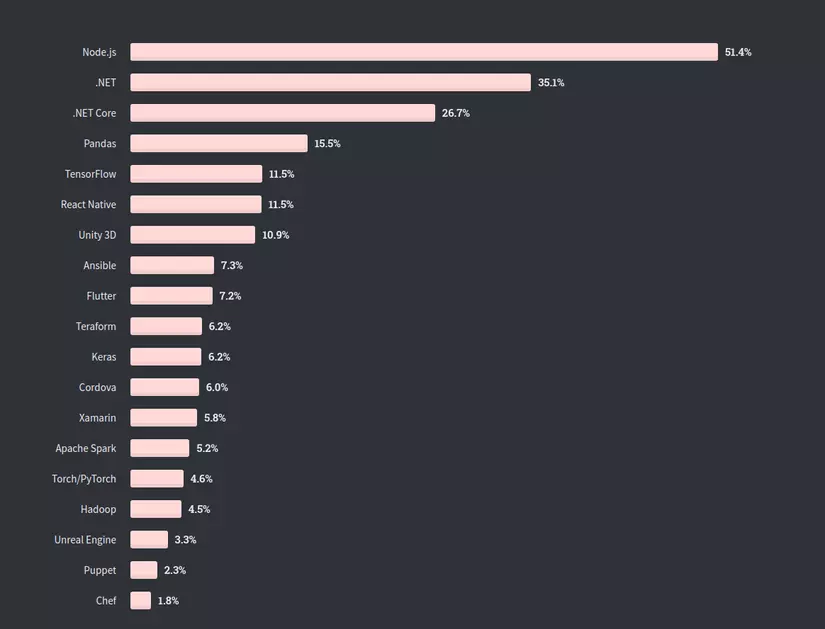 Node.js 51.4%
.NET 35.1%
.NET Core 26.7%
Pandas 15.5%
TensorFlow 11.5%
React Native 11.5%
Unity 3D 10.9%
Ansible 7.3%
Flutter 7.2%
Teraform 6.2%
Keras 6.2%
Cordova 6.0%
Xamarin 5.8%
Apache Spark 5.2%
Torch/PyTorch 4.6%
Hadoop 4.5%
Unreal Engine 3.3%
Puppet 2.3%
Chef 1.8%